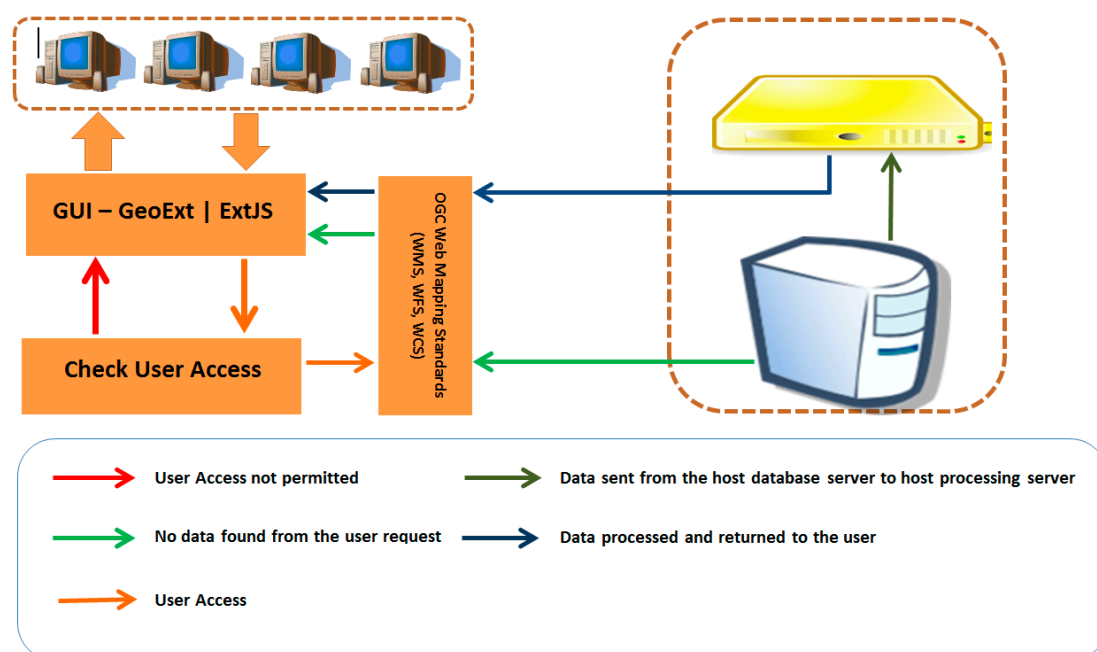 GUI – GeoExt | ExtJS
OGC Web Mapping Standards
(WMS, WFS, WCS)
Check User Access
User Access not permitted
Data sent from the host database server to host processing server
No data found from the user request
Data processed and returned to the user
User Access